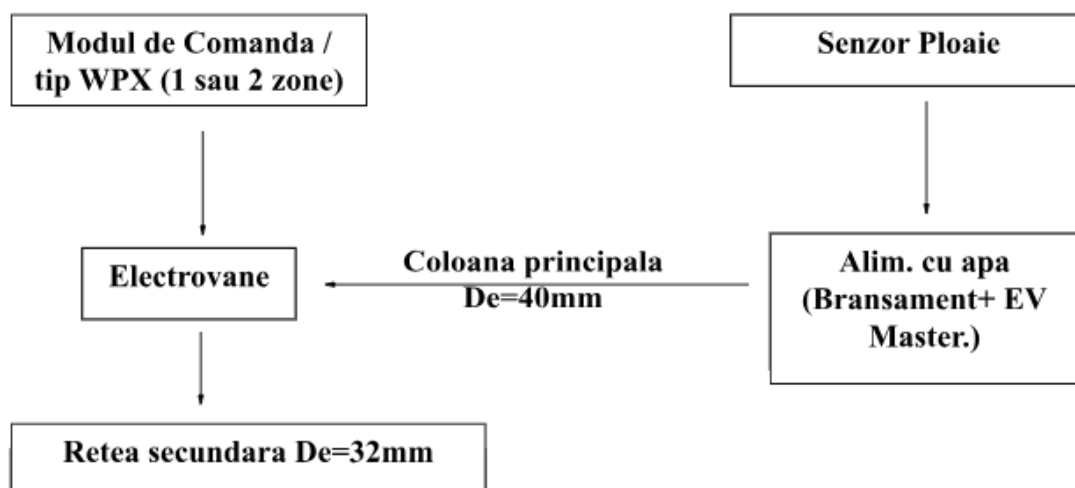 Modul de Comanda /
tip WPX (1 sau 2 zone)
Senzor Ploaie
Electrovane
Coloana principala
De=40mm
Alim. cu apa
(Bransament+ EV
Master.)
Retea secundara De=32mm